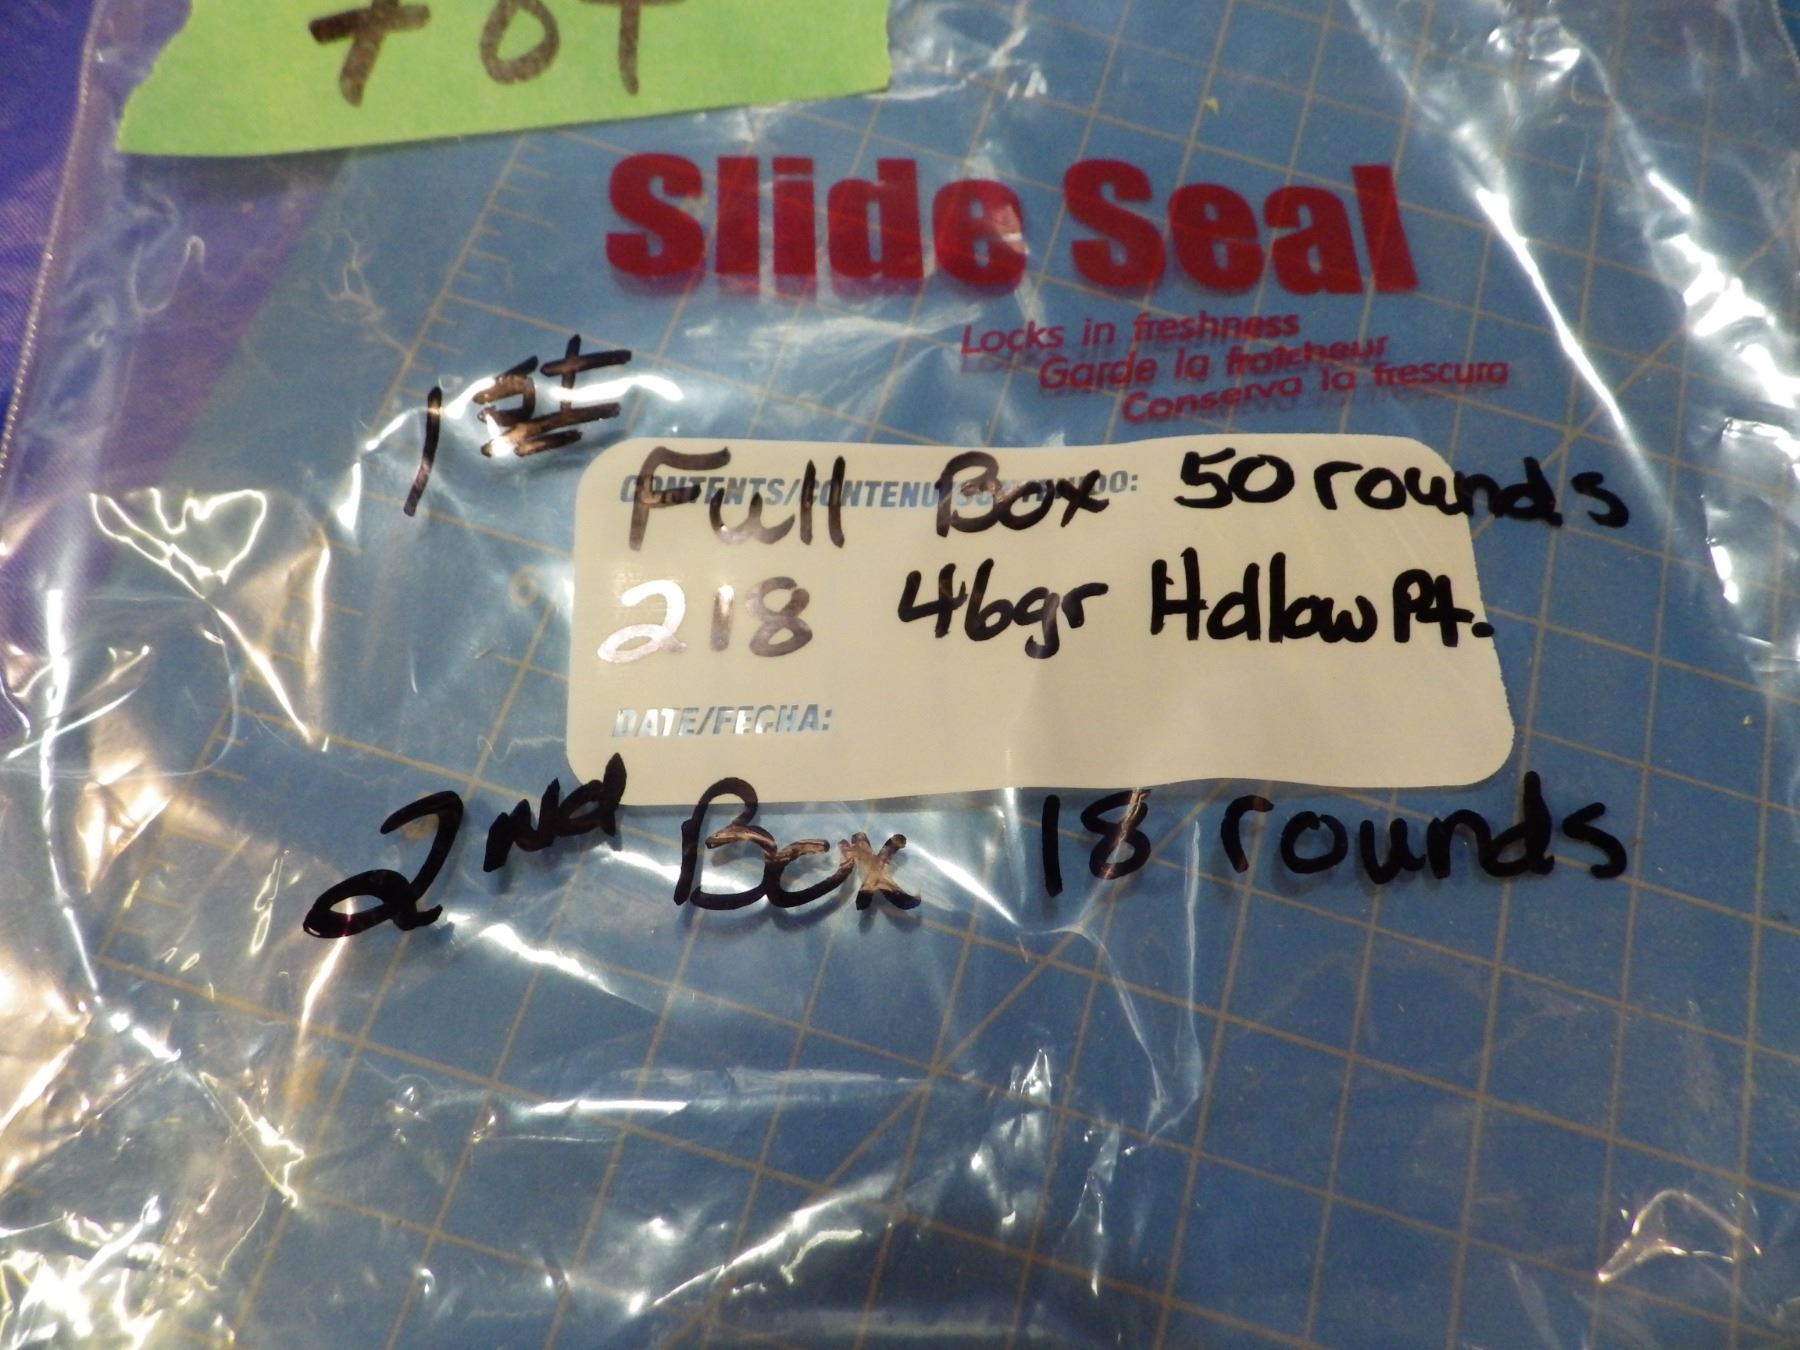 Slide Seal
Locks in freshness
Garde la fraîcheur
Conserva la frescura
1st
CONTENTS/CONTENU/CONTENIDO:
Full Box 50 rounds
218 46gr Hollow Pt.
DATE/FECHA:
2nd Box 18 rounds